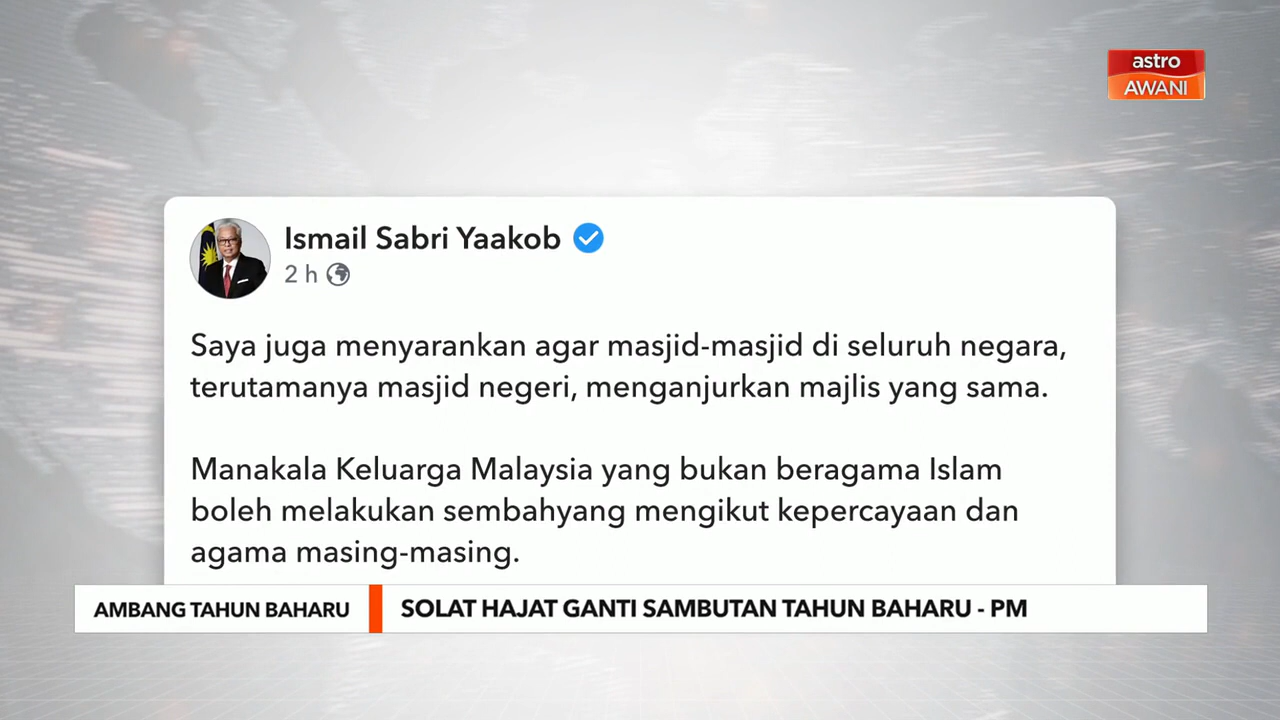 astro
AWANI
Ismail Sabri Yaakob
2 h
Saya juga menyarankan agar masjid-masjid di seluruh negara,
terutamanya masjid negeri, menganjurkan majlis yang sama.
Manakala Keluarga Malaysia yang bukan beragama Islam
boleh melakukan sembahyang mengikut kepercayaan dan
agama masing-masing.
AMBANG TAHUN BAHARU
SOLAT HAJAT GANTI SAMBUTAN TAHUN BAHARU - PM